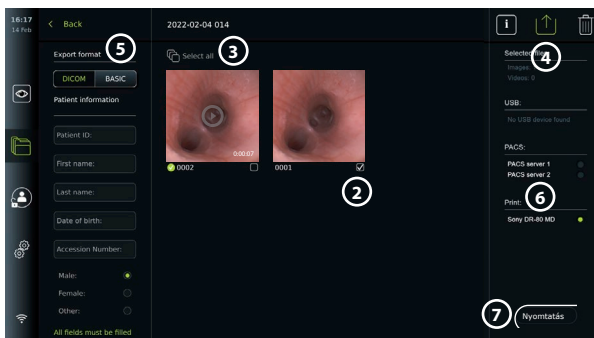 16:17
14 Feb
Back
2022-02-04 014
i
Export format
5
DICOM
BASIC
Patient information
Patient ID:
First name:
Last name:
Date of birth:
Accession Number:
Male:
Female:
Other:
All fields must be filled
Select all
3
0:00:07
0002
0001
2
Selected files:
4
Images:
Videos: 0
USB:
No USB device found
PACS:
PACS server 1
PACS server 2
Print:
6
Sony DR-80 MD
7
Nyomtatás